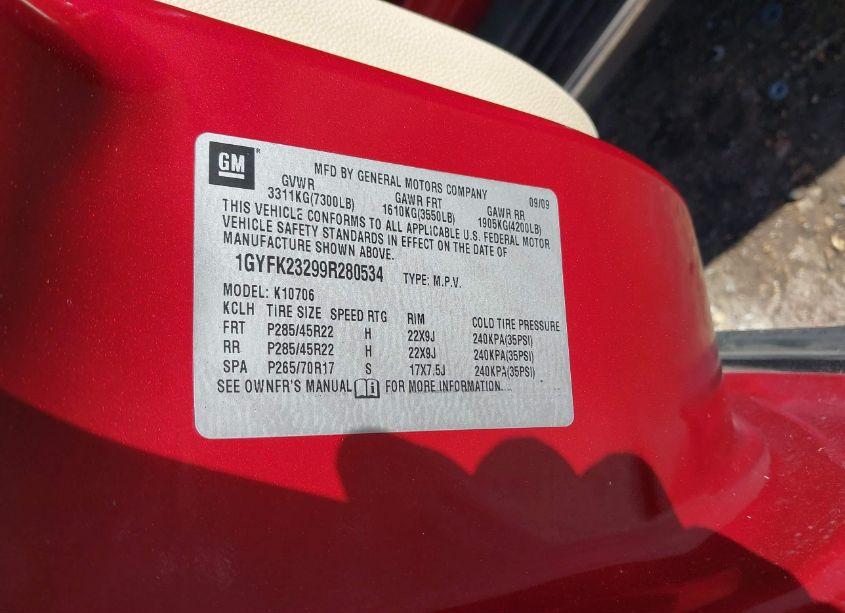 GM ®
MFD BY GENERAL MOTORS COMPANY 09/09
GVWR GAWR FRT GAWR RR
3311KG(7300LB) 1610KG(3550LB) 1905KG(4200LB)
THIS VEHICLE CONFORMS TO ALL APPLICABLE U.S. FEDERAL MOTOR
VEHICLE SAFETY STANDARDS IN EFFECT ON THE DATE OF
MANUFACTURE SHOWN ABOVE.
1GYFK23299R280534 TYPE: M.P.V.
MODEL: K10706
KCLH TIRE SIZE SPEED RTG RIM COLD TIRE PRESSURE
FRT P285/45R22 H 22X9J 240KPA(35PSI)
RR P285/45R22 H 22X9J 240KPA(35PSI)
SPA P265/70R17 S 17X7.5J 240KPA(35PSI)
SEE OWNER'S MANUAL FOR MORE INFORMATION.